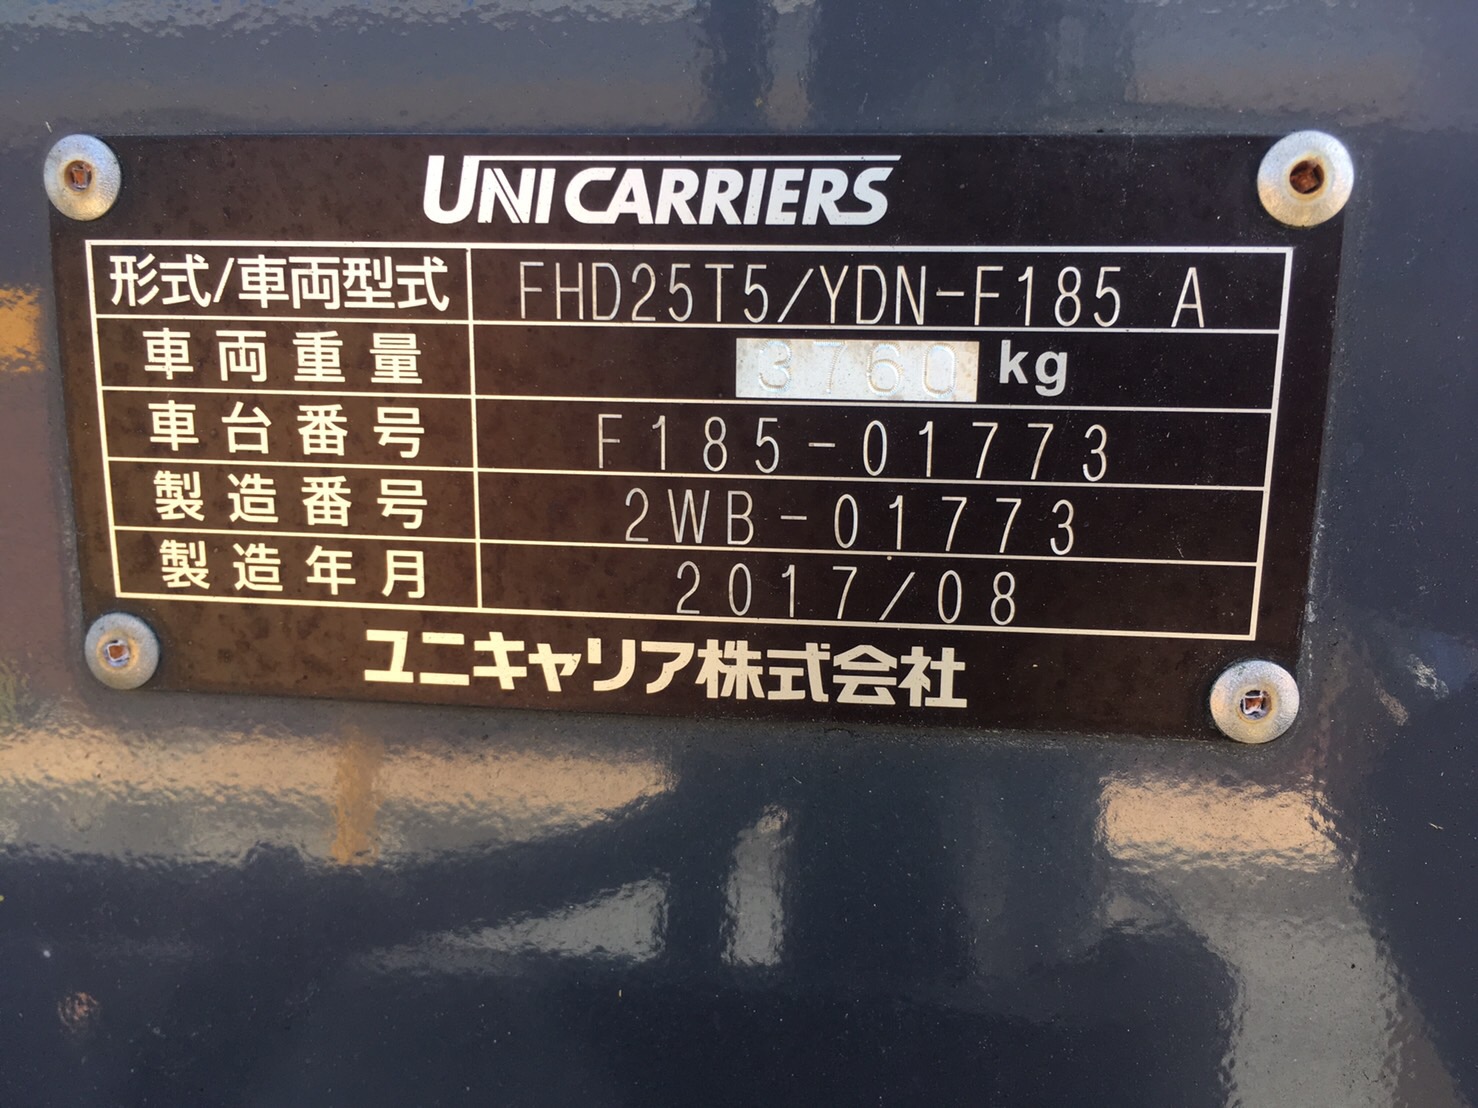 UNICARRIERS
形式/車両型式 FHD25T5/YDN-F185 A
車両重量 3760 kg
車台番号 F185-01773
製造番号 2WB-01773
製造年月 2017/08
ユニキャリア株式会社